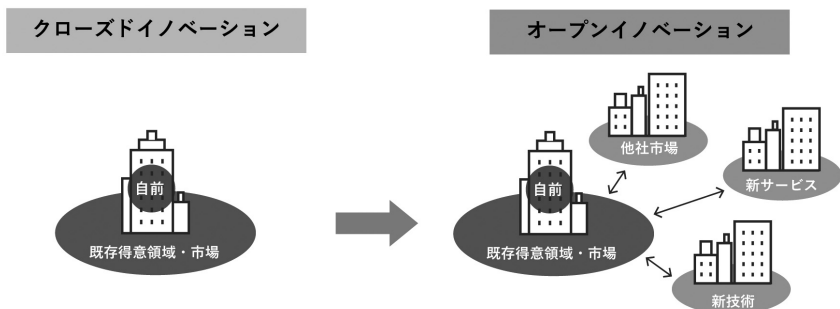 クローズドイノベーション
オープンイノベーション
自前
既存得意領域・市場
自前
既存得意領域・市場
他社市場
新サービス
新技術